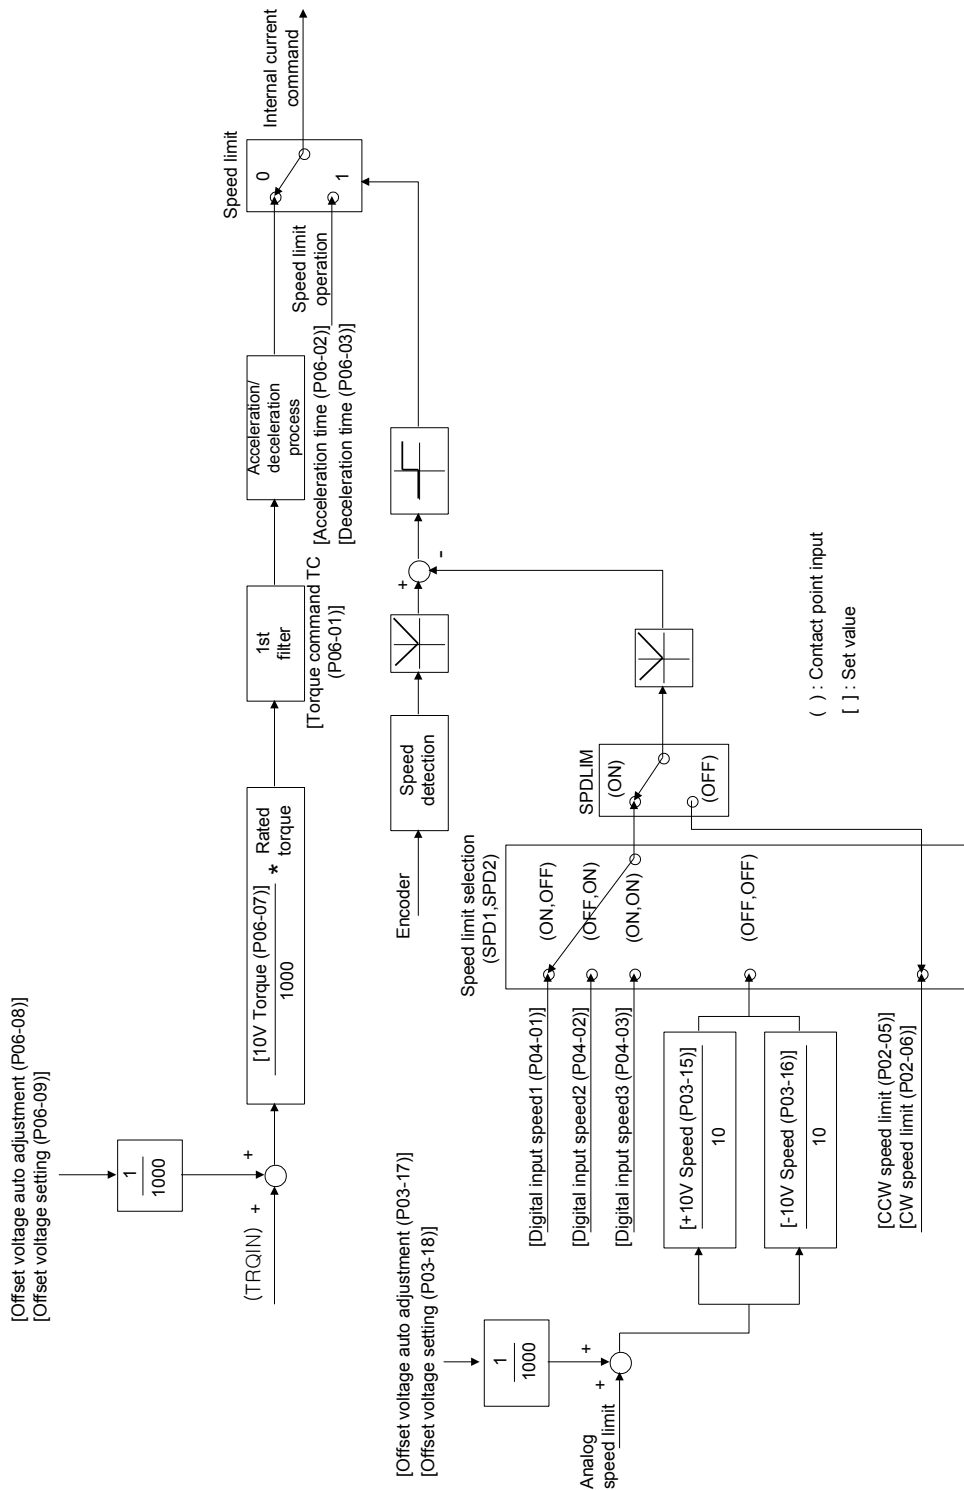 [Offset voltage auto adjustment (P06-08)]
[Offset voltage setting (P06-09)]
1
1000
(TRQIN)
+
+
[10V Torque (P06-07)]
1000
*
Rated
torque
1st
filter
[Torque command TC
(P06-01)]
Acceleration/
deceleration
process
[Acceleration time (P06-02)]
[Deceleration time (P06-03)]
Speed limit
operation
Speed limit
0
1
Internal current
command
Encoder
Speed
detection
+
-
[Offset voltage auto adjustment (P03-17)]
[Offset voltage setting (P03-18)]
1
1000
Analog
speed limit
+
+
[Digital input speed1 (P04-01)]
[Digital input speed2 (P04-02)]
[Digital input speed3 (P04-03)]
[+10V Speed (P03-15)]
10
[-10V Speed (P03-16)]
10
[CCW speed limit (P02-05)]
[CW speed limit (P02-06)]
Speed limit selection
(SPD1,SPD2)
(ON,OFF)
(OFF,ON)
(ON,ON)
(OFF,OFF)
SPDLIM
(ON)
(OFF)
( ) : Contact point input
[ ] : Set value